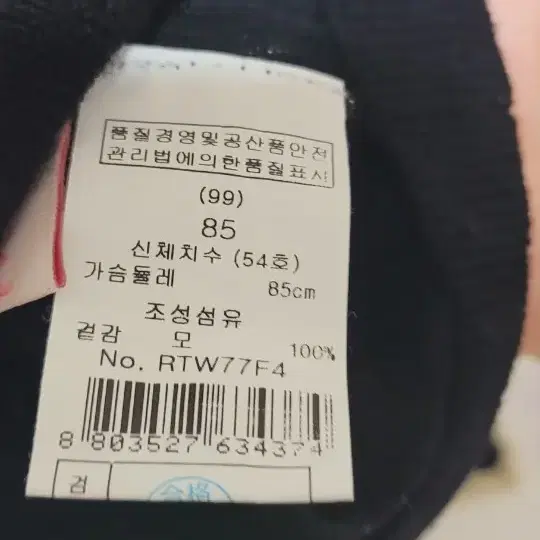 품질경영및공산품안전
관리법에의한품질표시
(99)
85
신체치수 (54호)
가슴둘레 85cm
조성섬유
겉감 모 100%
No. RTW77F4
8 803527 634374
검
合格